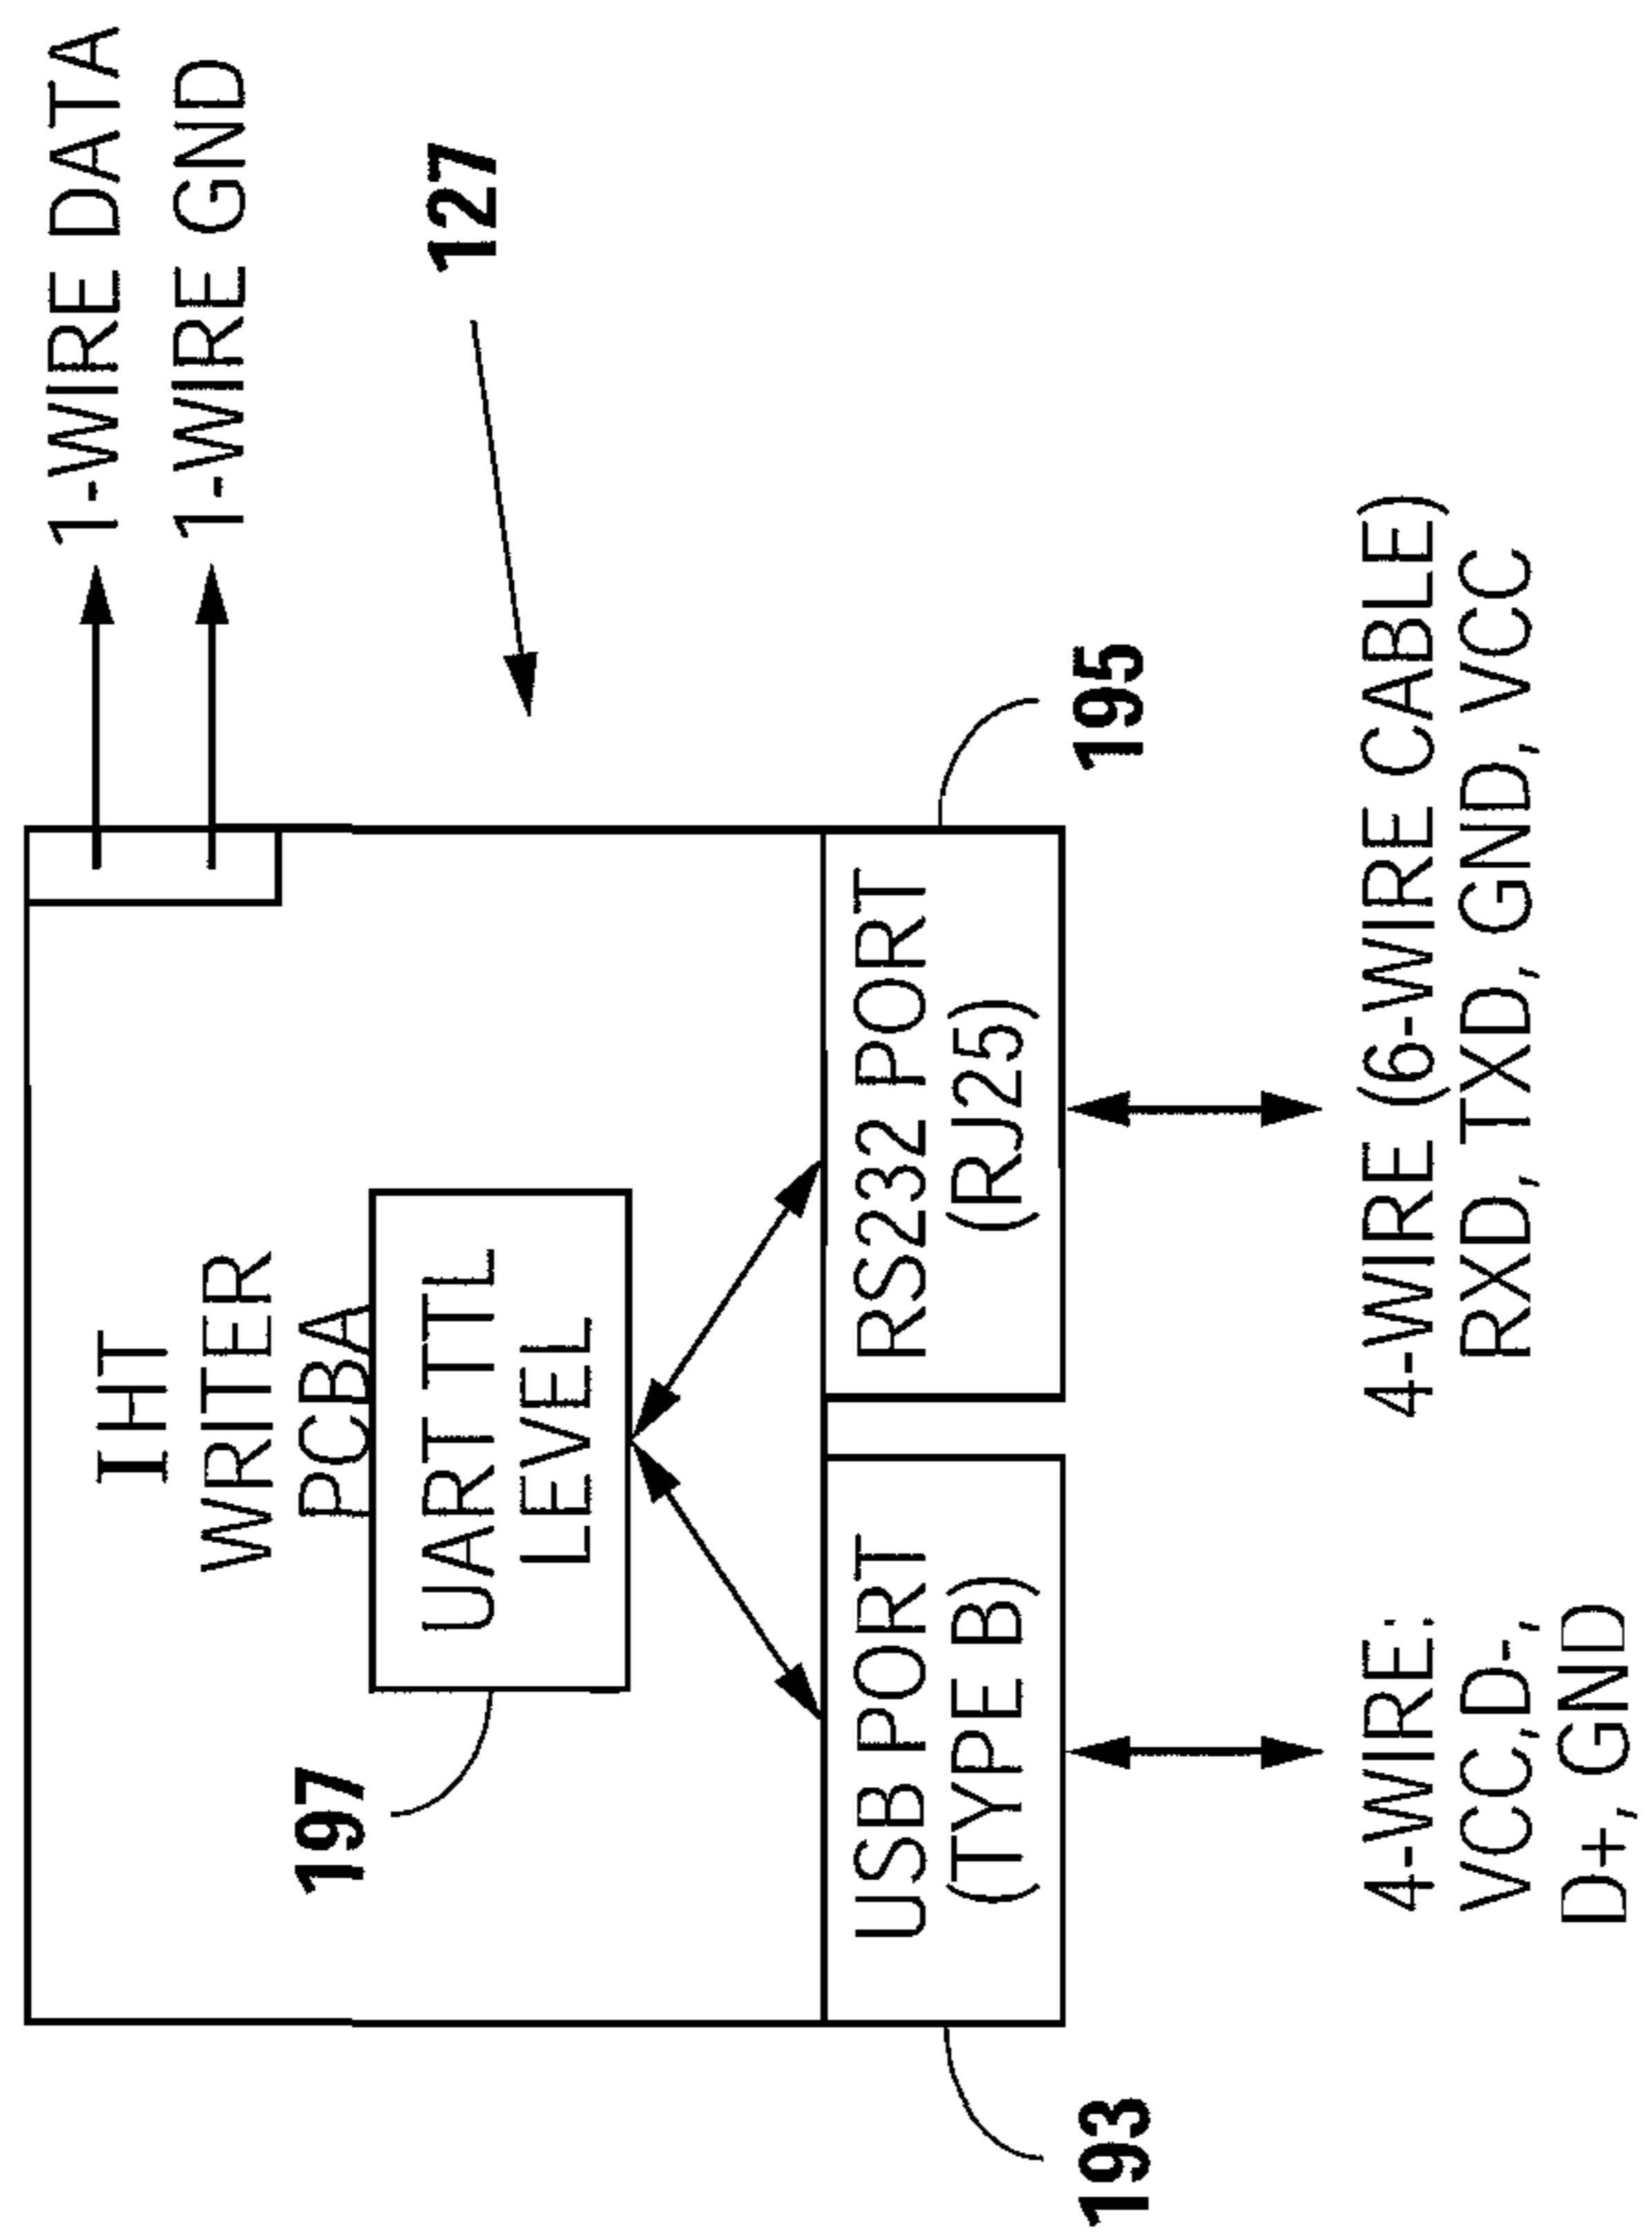 1-WIRE DATA
1-WIRE GND
127
IHT
WRITER
PCBA
197
UART TTL
LEVEL
193
USB PORT
(TYPE B)
RS232 PORT
(RJ25)
195
4-WIRE:
VCC,D-,
D+, GND
4-WIRE (6-WIRE CABLE)
RXD, TXD, GND, VCC